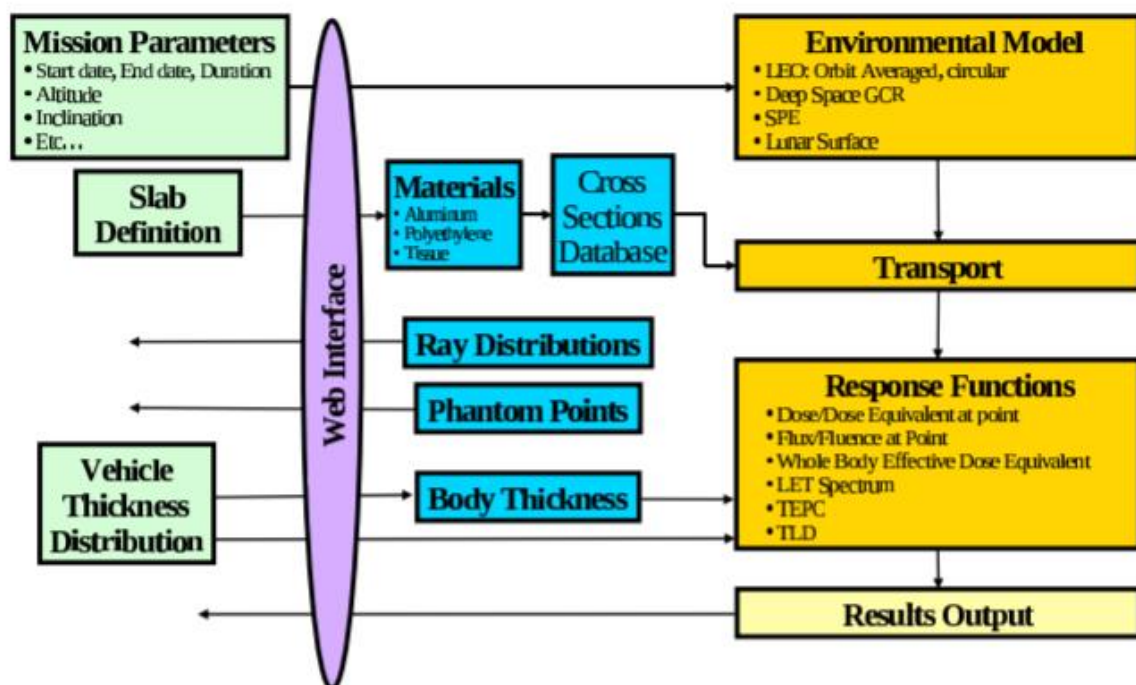 Mission Parameters
• Start date, End date, Duration
• Altitude
• Inclination
• Etc…
Slab
Definition
Vehicle
Thickness
Distribution
Web Interface
Materials
• Aluminum
• Polyethylene
• Tissue
Cross
Sections
Database
Ray Distributions
Phantom Points
Body Thickness
Environmental Model
• LEO: Orbit Averaged, circular
• Deep Space GCR
• SPE
• Lunar Surface
Transport
Response Functions
• Dose/Dose Equivalent at point
• Flux/Fluence at Point
• Whole Body Effective Dose Equivalent
• LET Spectrum
• TEPC
• TLD
Results Output